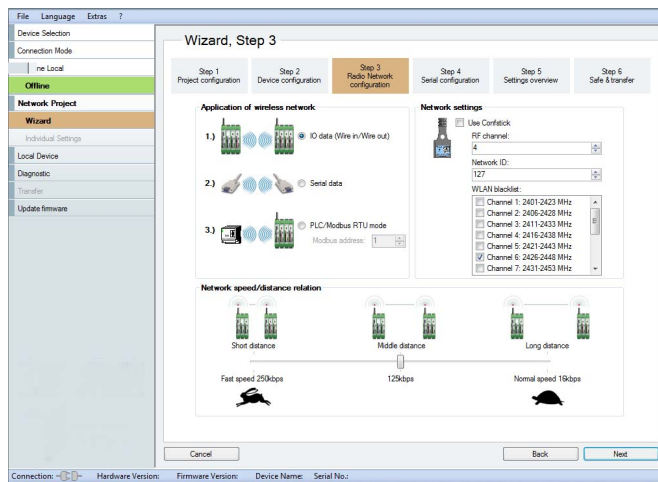 File Language Extras ?
Device Selection
Connection Mode
ne Local
Offline
Network Project
Wizard
Individual Settings
Local Device
Diagnostic
Transfer
Update firmware
Wizard, Step 3
Step 1
Project configuration
Step 2
Device configuration
Step 3
Radio Network
configuration
Step 4
Serial configuration
Step 5
Settings overview
Step 6
Safe & transfer
Application of wireless network
1.) IO data (Wire in/Wire out)
2.) Serial data
3.) PLC/Modbus RTU mode
Modbus address: 1
Network settings
Use Confstick
RF channel:
4
Network ID:
127
WLAN blacklist:
Channel 1: 2401-2423 MHz
Channel 2: 2406-2428 MHz
Channel 3: 2411-2433 MHz
Channel 4: 2416-2438 MHz
Channel 5: 2421-2443 MHz
Channel 6: 2426-2448 MHz
Channel 7: 2431-2453 MHz
Network speed/distance relation
Short distance Middle distance Long distance
Fast speed 250kbps 125kbps Normal speed 16kbps
Cancel Back Next
Connection: Hardware Version: Firmware Version: Device Name: Serial No.: